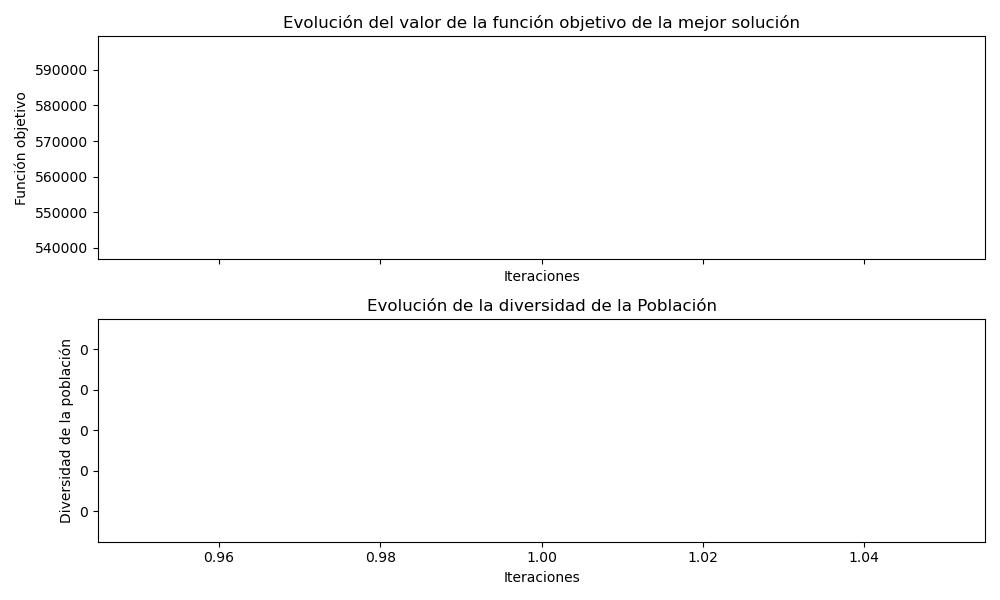 Evolución del valor de la función objetivo de la mejor solución
590000
580000
570000
560000
550000
540000
Función objetivo
Iteraciones
Evolución de la diversidad de la Población
0
0
0
0
0
Diversidad de la población
0.96 0.98 1.00 1.02 1.04
Iteraciones